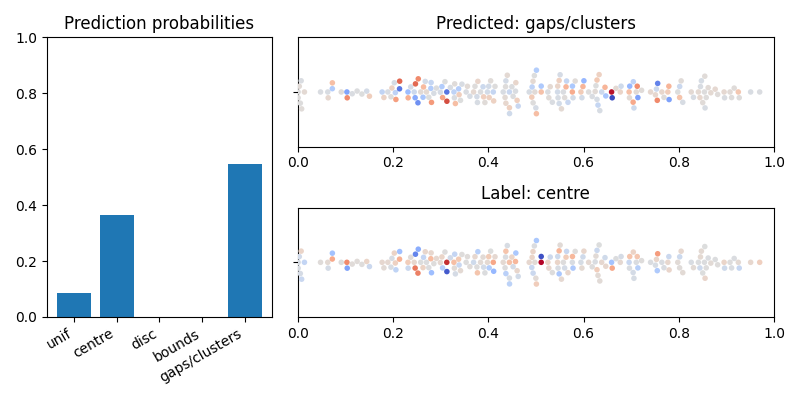 Prediction probabilities
1.0
0.8
0.6
0.4
0.2
0.0
unif
centre
disc
bounds
gaps/clusters
Predicted: gaps/clusters
0.0 0.2 0.4 0.6 0.8 1.0
Label: centre
0.0 0.2 0.4 0.6 0.8 1.0